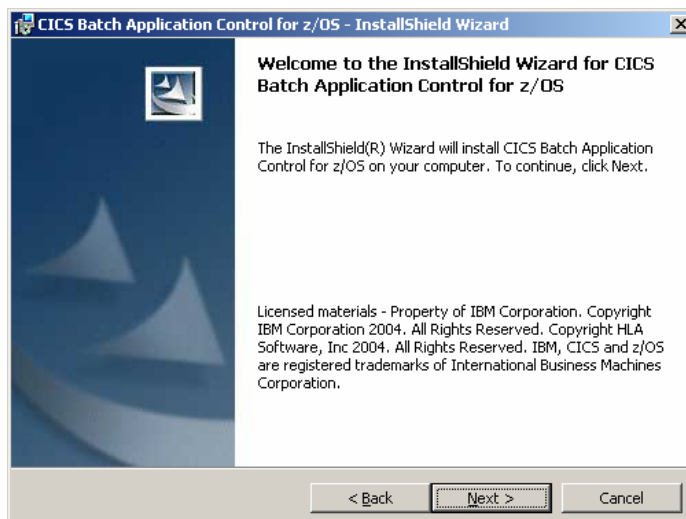 CICS Batch Application Control for z/OS - InstallShield Wizard
Welcome to the InstallShield Wizard for CICS
Batch Application Control for z/OS
The InstallShield(R) Wizard will install CICS Batch Application
Control for z/OS on your computer. To continue, click Next.
Licensed materials - Property of IBM Corporation. Copyright
IBM Corporation 2004. All Rights Reserved. Copyright HLA
Software, Inc 2004. All Rights Reserved. IBM, CICS and z/OS
are registered trademarks of International Business Machines
Corporation.
< Back
Next >
Cancel